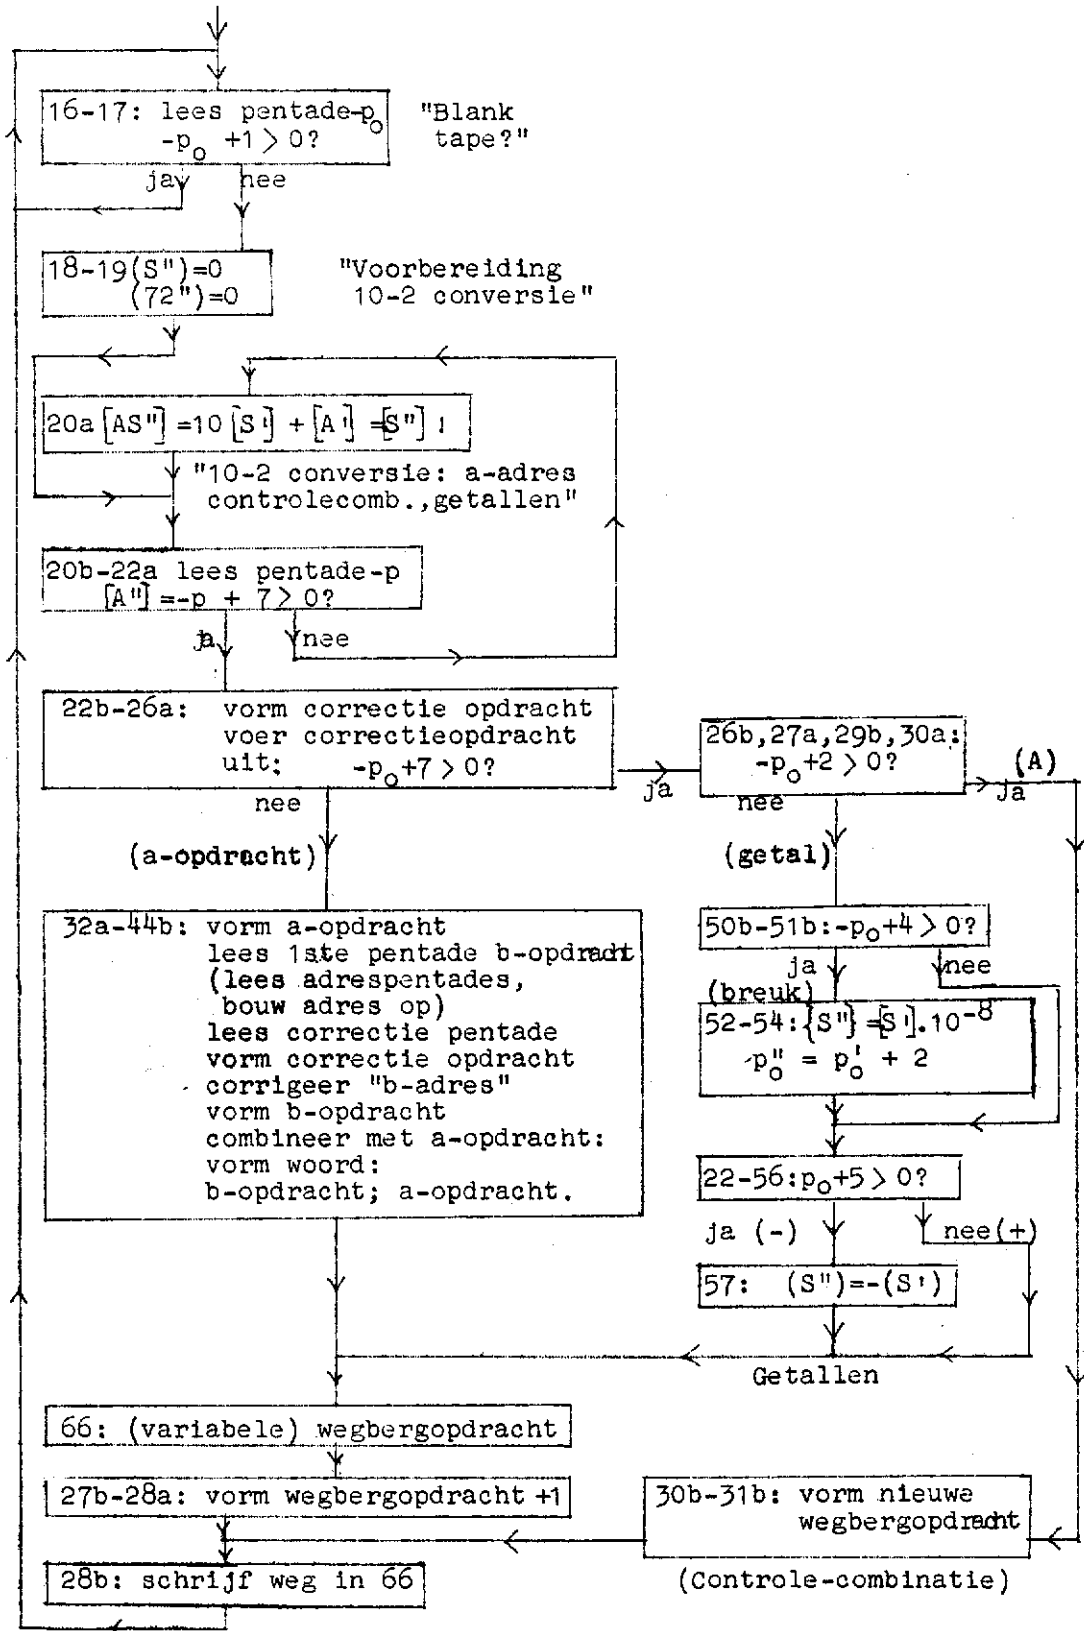 16-17: lees pentade-p₀
-p₀ +1 > 0?
"Blank
tape?"
ja
nee
18-19(S")=0
(72")=0
"Voorbereiding
10-2 conversie"
20a [AS"] =10 [S'] + [A'] =[S"] !
"10-2 conversie: a-adres
controlecomb.,getallen"
20b-22a lees pentade-p
[A"] =-p + 7 > 0?
ja
nee
22b-26a: vorm correctie opdracht
voer correctieopdracht
uit; -p₀+7 > 0?
nee
ja
26b,27a,29b,30a:
-p₀+2 > 0?
nee
(A)
ja
(a-opdracht)
(getal)
32a-44b: vorm a-opdracht
lees 1ste pentade b-opdracht
(lees adrespentades,
bouw adres op)
lees correctie pentade
vorm correctie opdracht
corrigeer "b-adres"
vorm b-opdracht
combineer met a-opdracht:
vorm woord:
b-opdracht; a-opdracht.
50b-51b:-p₀+4 > 0?
ja
nee
(breuk)
52-54:{S"} =[S'].10⁻⁸
p₀" = p₀' + 2
22-56:p₀+5 > 0?
ja (-)
nee(+)
57: (S")=-(S')
Getallen
66: (variabele) wegbergopdracht
27b-28a: vorm wegbergopdracht +1
30b-31b: vorm nieuwe
wegbergopdracht
28b: schrijf weg in 66
(Controle-combinatie)